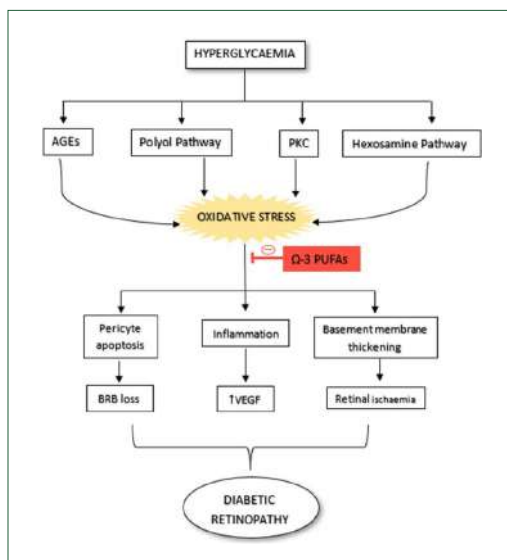 HYPERGLYCAEMIA
AGEs
Polyol Pathway
PKC
Hexosamine Pathway
OXIDATIVE STRESS
Ω-3 PUFAs
Pericyte
apoptosis
Inflammation
Basement membrane
thickening
BRB loss
↑VEGF
Retinal ischaemia
DIABETIC
RETINOPATHY